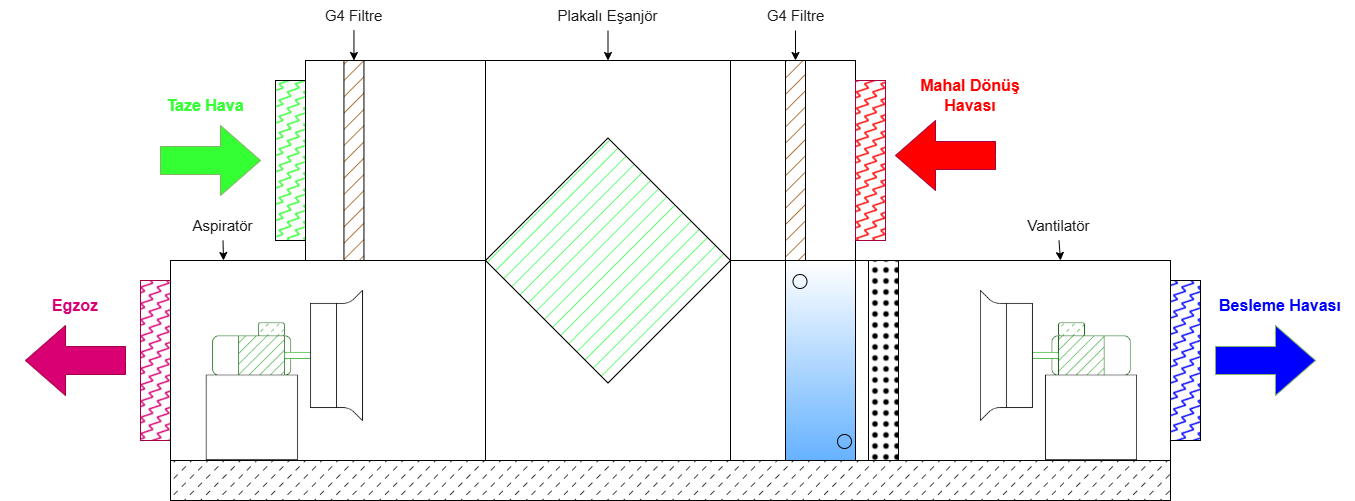 G4 Filtre
Plakalı Eşanjör
G4 Filtre
Taze Hava
Mahal Dönüş
Havası
Aspiratör
Vantilatör
Egzoz
Besleme Havası